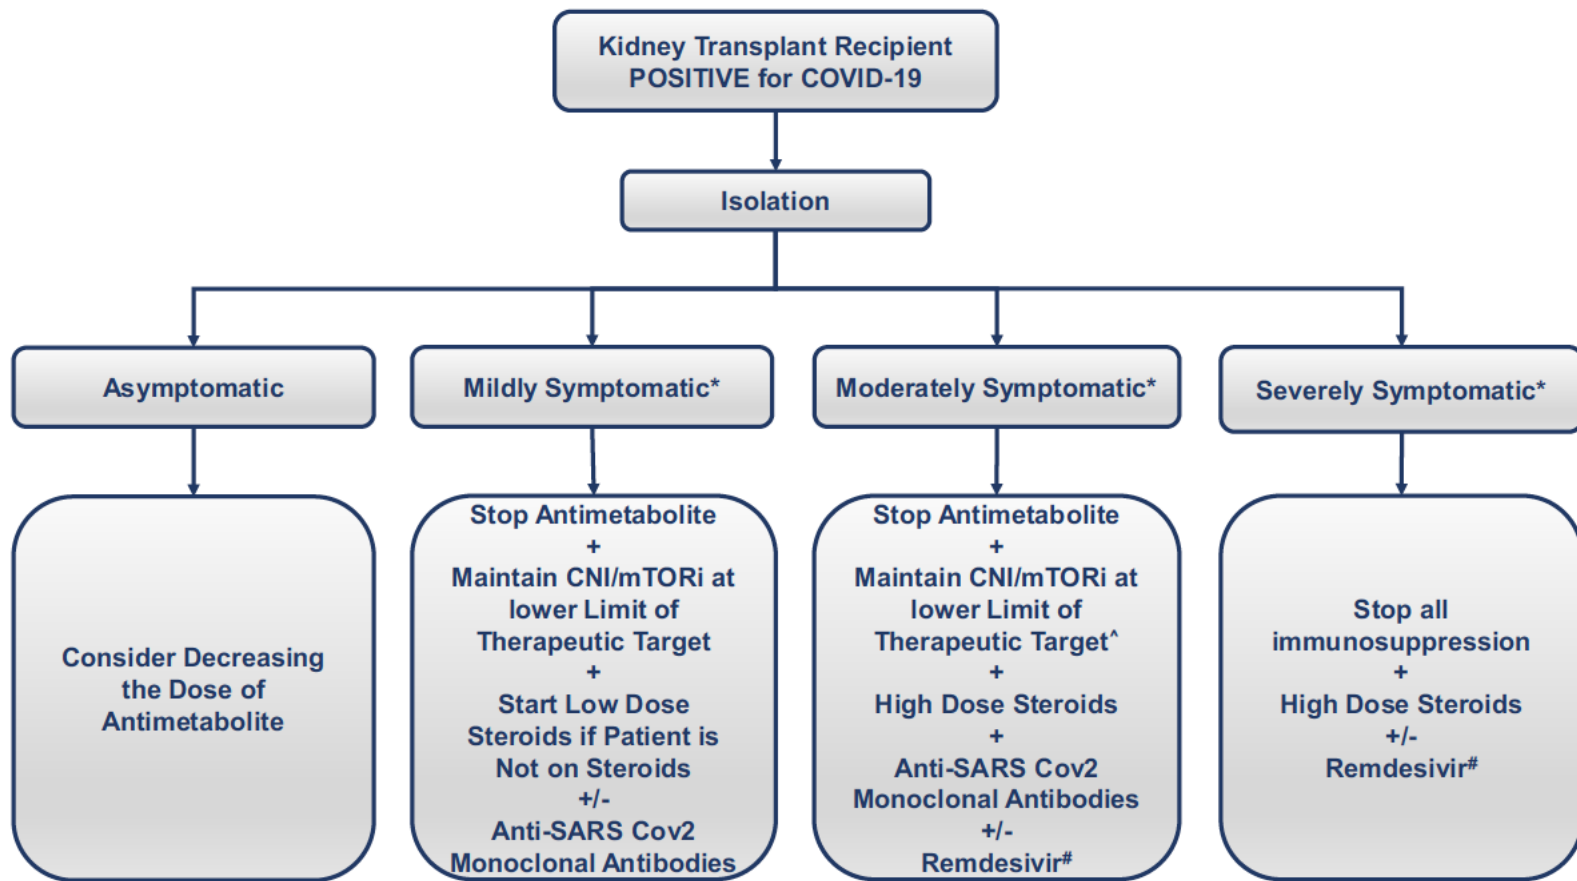 Kidney Transplant Recipient
POSITIVE for COVID-19
Isolation
Asymptomatic
Mildly Symptomatic*
Moderately Symptomatic*
Severely Symptomatic*
Consider Decreasing
the Dose of
Antimetabolite
Stop Antimetabolite
+
Maintain CNI/mTORi at
lower Limit of
Therapeutic Target
+
Start Low Dose
Steroids if Patient is
Not on Steroids
+/-
Anti-SARS Cov2
Monoclonal Antibodies
Stop Antimetabolite
+
Maintain CNI/mTORi at
lower Limit of
Therapeutic Target^
+
High Dose Steroids
+
Anti-SARS Cov2
Monoclonal Antibodies
+/-
Remdesivir#
Stop all
immunosuppression
+
High Dose Steroids
+/-
Remdesivir#